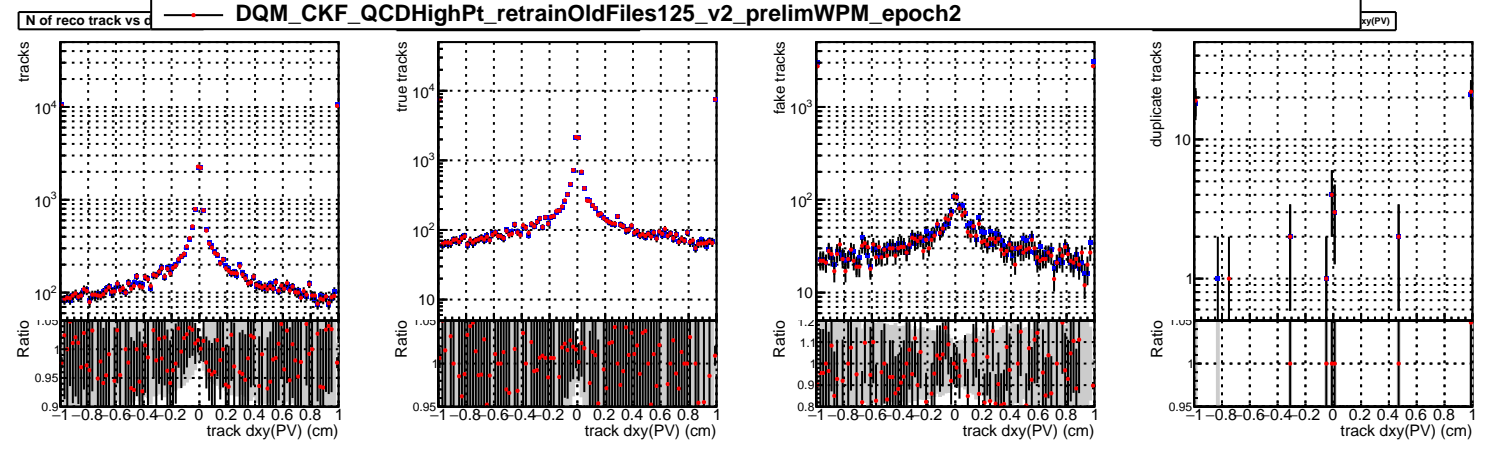 N of reco track vs d
DQM_CKF_QCDHighPt_retrainOldFiles125_v2_prelimWPM_epoch2
xy(PV)
tracks
10⁴
10³
10²
Ratio
1.05
1
0.95
0.9
−1 −0.8 −0.6 −0.4 −0.2 0 0.2 0.4 0.6 0.8 1
track dxy(PV) (cm)
true tracks
10⁴
10³
10²
10
Ratio
1.05
1
0.95
−1 −0.8 −0.6 −0.4 −0.2 0 0.2 0.4 0.6 0.8 1
track dxy(PV) (cm)
fake tracks
10³
10²
10
Ratio
1.2
1.1
1
0.9
0.8
−1 −0.8 −0.6 −0.4 −0.2 0 0.2 0.4 0.6 0.8 1
track dxy(PV) (cm)
duplicate tracks
10
1
Ratio
1.05
1
0.95
−1 −0.8 −0.6 −0.4 −0.2 0 0.2 0.4 0.6 0.8 1
track dxy(PV) (cm)